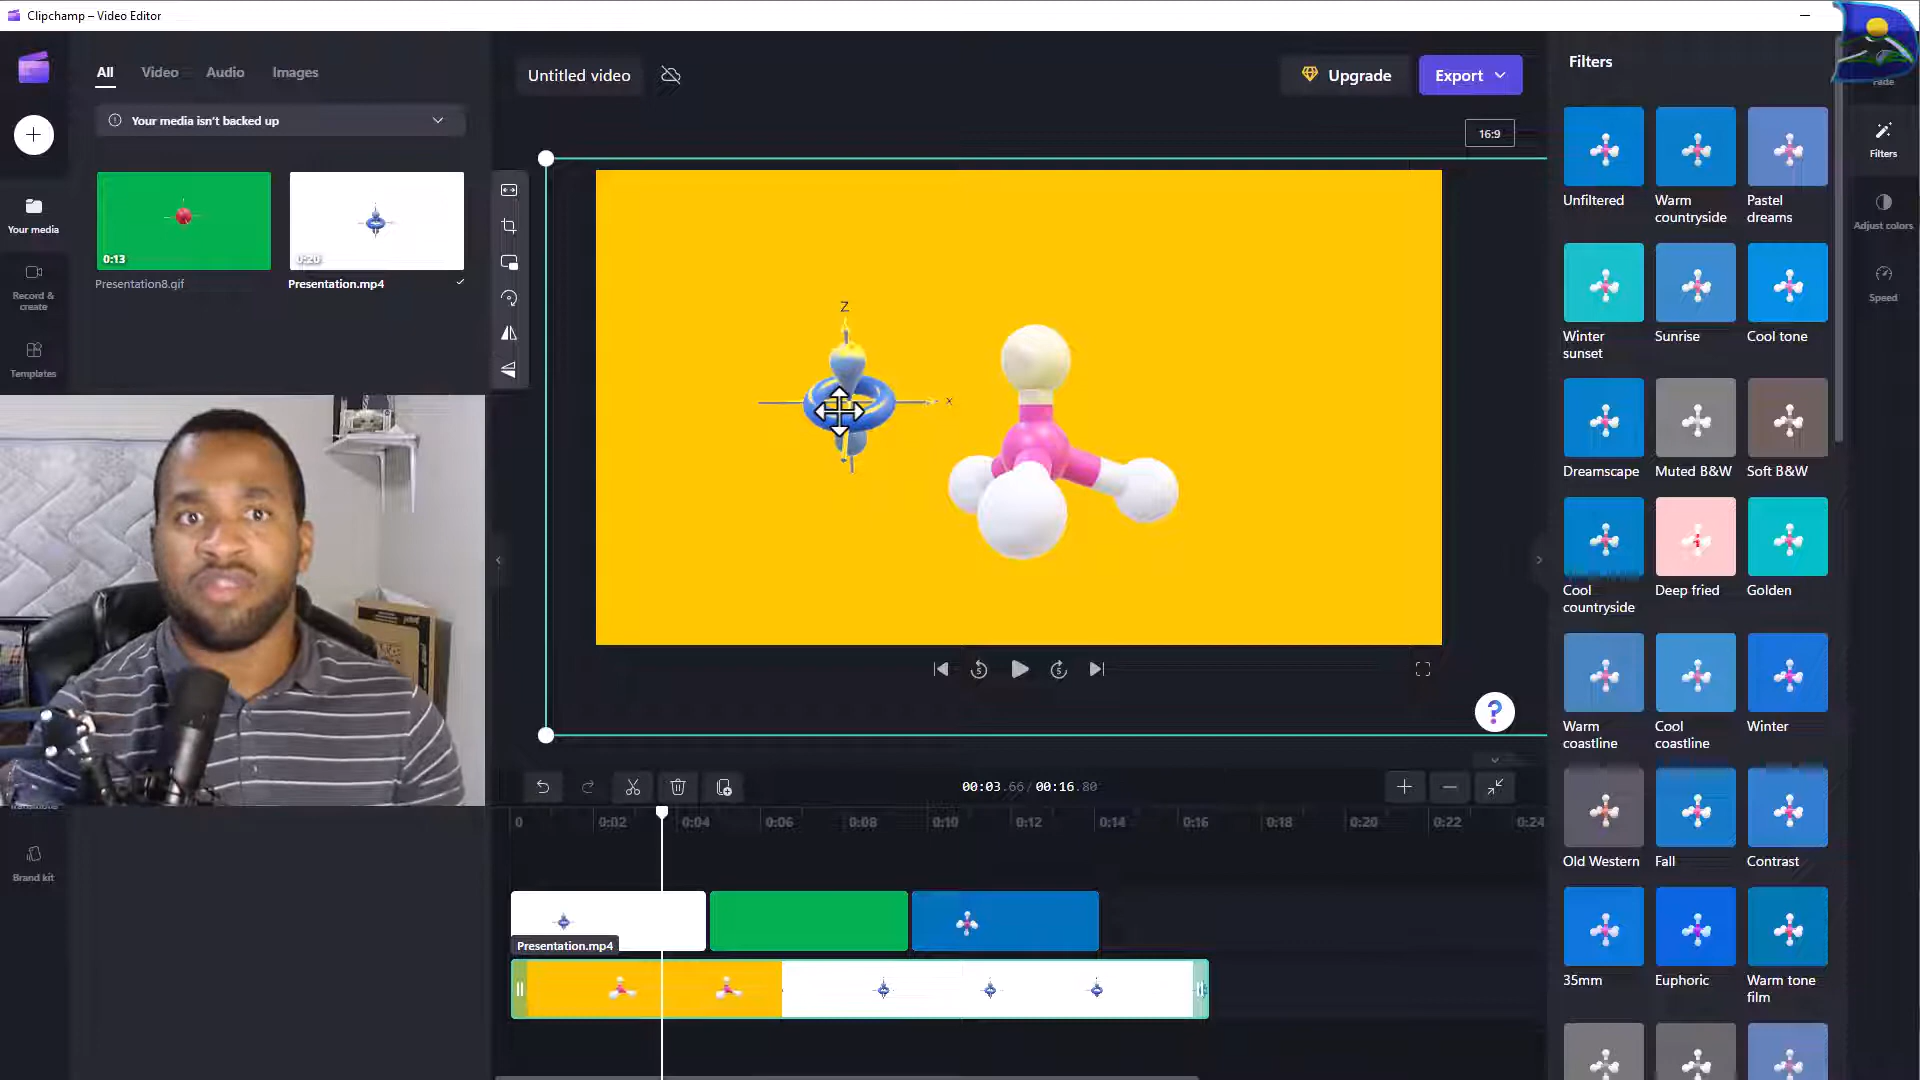 Clipchamp – Video Editor
All Video Audio Images
Your media isn't backed up
0:13
0:20
Presentation8.gif
Presentation.mp4
Your media
Record &
create
Templates
Brand kit
Untitled video
Upgrade
Export
16:9
Z
x
5
5
?
00:03.66/00:16.80
0 0:02 0:04 0:06 0:08 0:10 0:12 0:14 0:16 0:18 0:20 0:22 0:24
Presentation.mp4
Filters
Unfiltered
Warm
countryside
Pastel
dreams
Winter
sunset
Sunrise
Cool tone
Dreamscape
Muted B&W
Soft B&W
Cool
countryside
Deep fried
Golden
Warm
coastline
Cool
coastline
Winter
Old Western
Fall
Contrast
35mm
Euphoric
Warm tone
film
Fade
Filters
Adjust colors
Speed